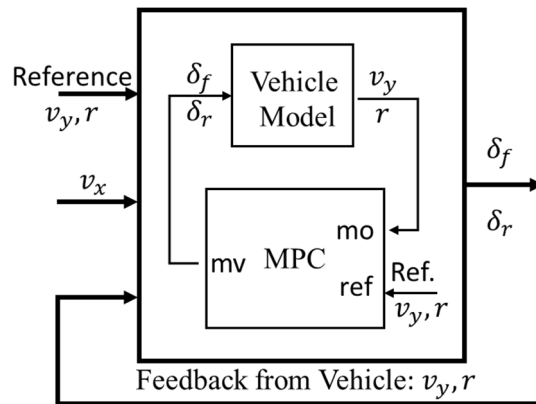 Reference
v_y, r
v_x
δ_f
δ_r
Vehicle
Model
v_y
r
mo
mv
MPC
ref
Ref.
v_y, r
δ_f
δ_r
Feedback from Vehicle: v_y, r